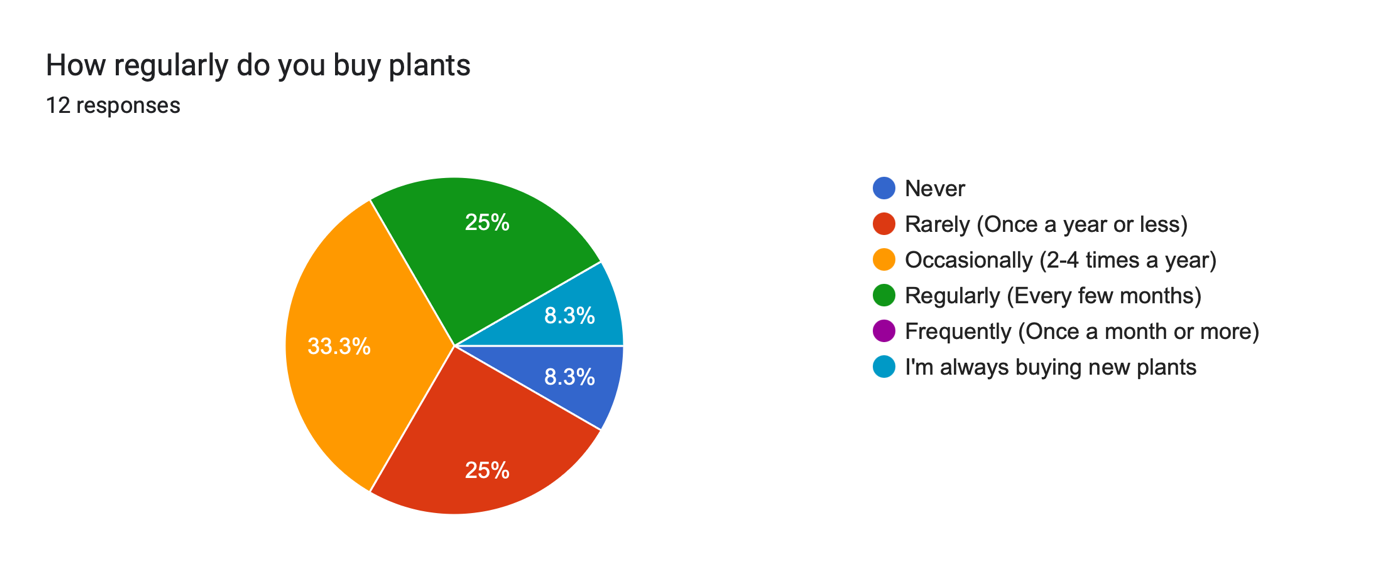 How regularly do you buy plants
12 responses
25%
8.3%
33.3%
8.3%
25%
Never
Rarely (Once a year or less)
Occasionally (2-4 times a year)
Regularly (Every few months)
Frequently (Once a month or more)
I'm always buying new plants